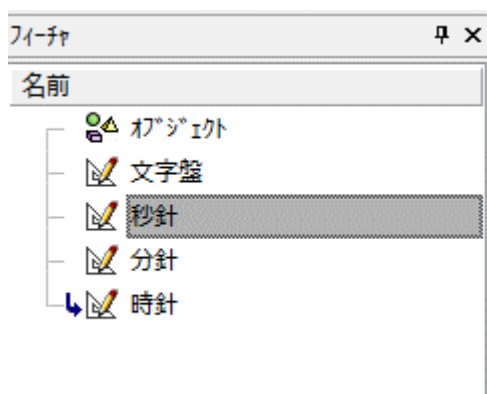 ﾌｨｰﾁｬ
名前
ｵﾌﾞｼﾞｪｸﾄ
文字盤
秒針
分針
時針